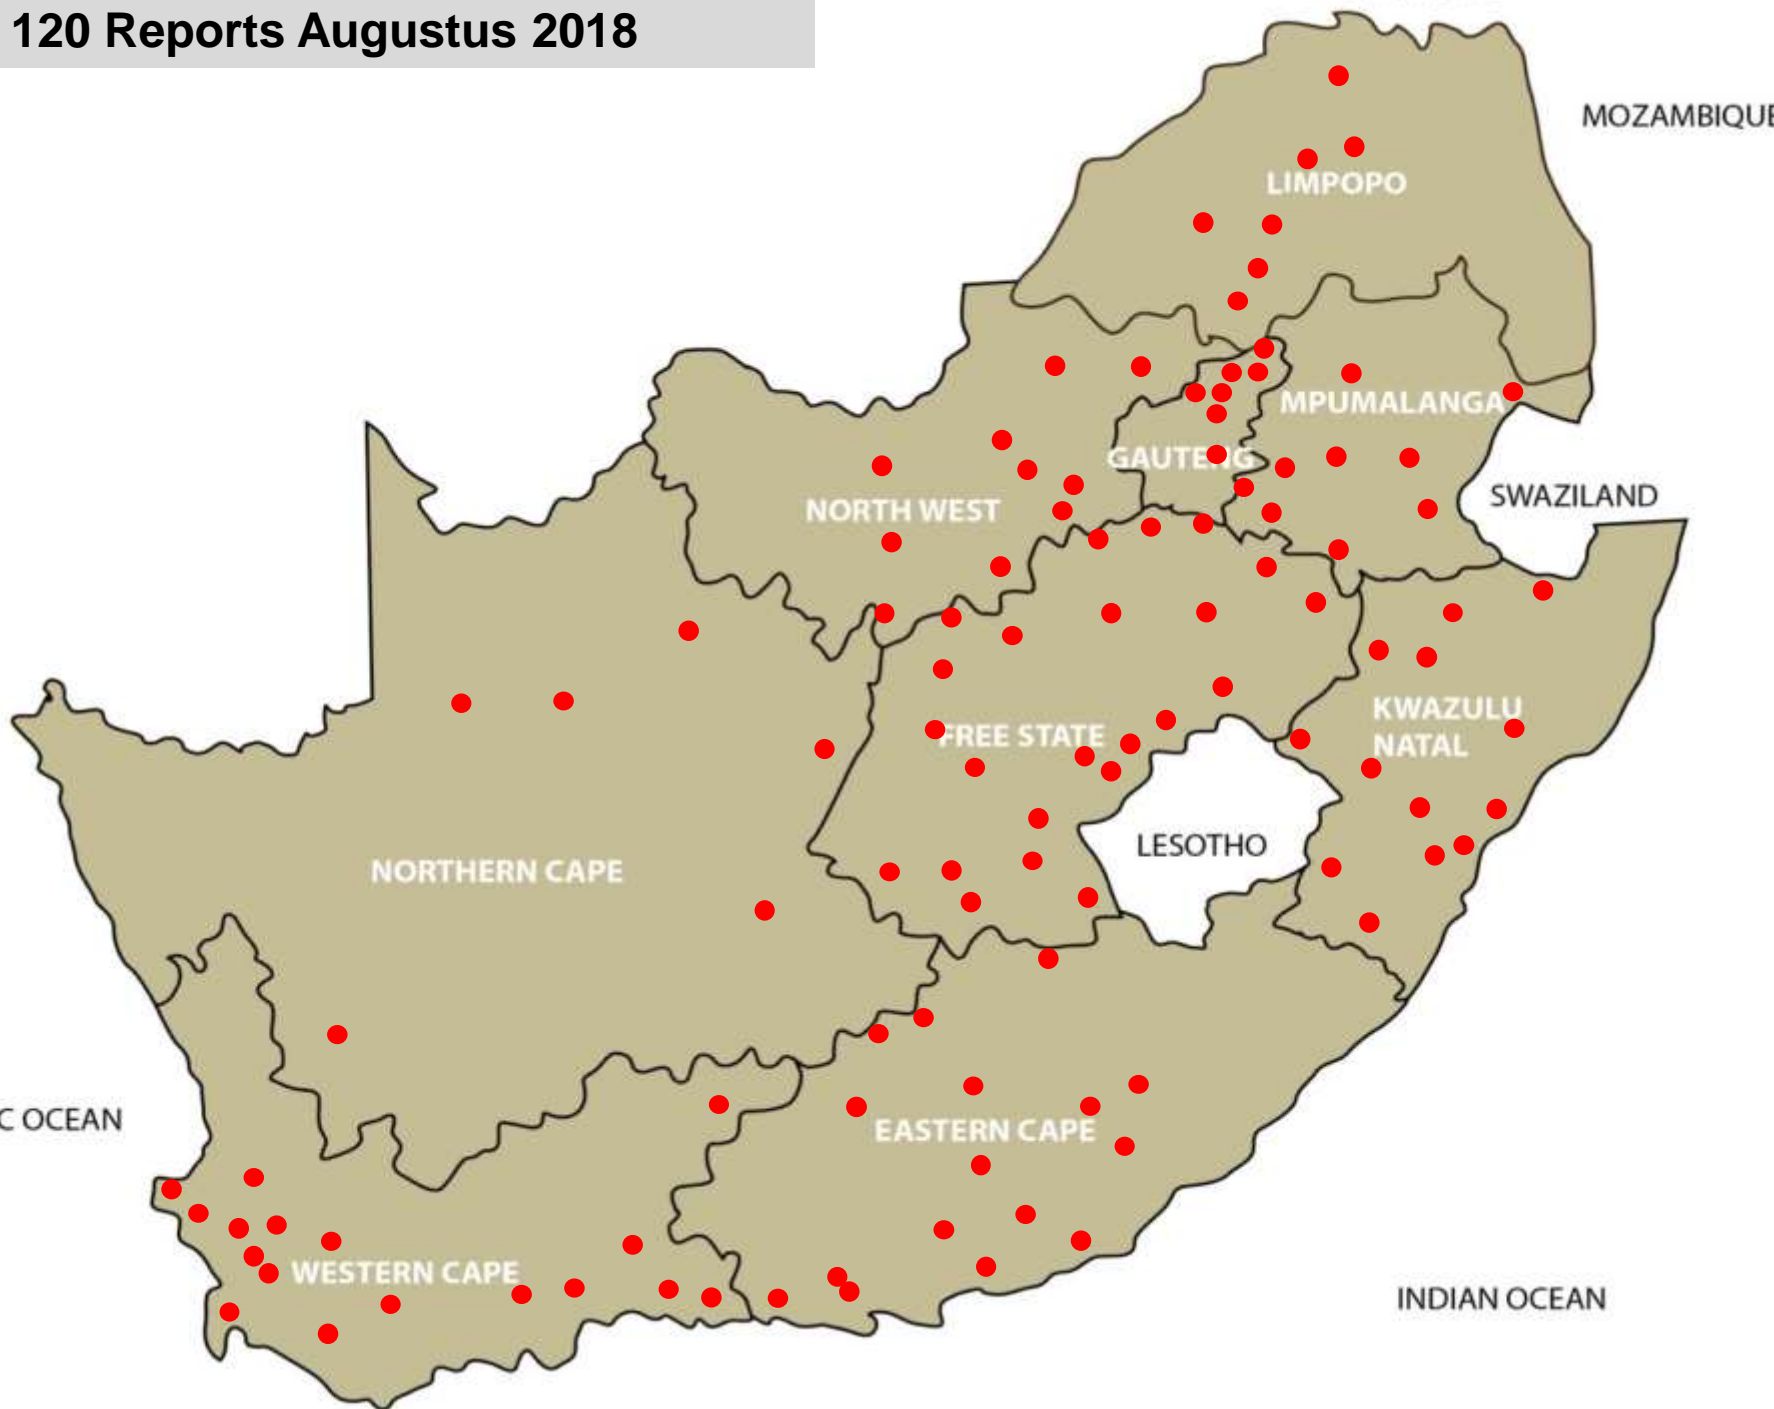 120 Reports Augustus 2018
MOZAMBIQUE
LIMPOPO
MPUMALANGA
GAUTENG
SWAZILAND
NORTH WEST
KWAZULU
NATAL
FREE STATE
LESOTHO
NORTHERN CAPE
C OCEAN
EASTERN CAPE
WESTERN CAPE
INDIAN OCEAN